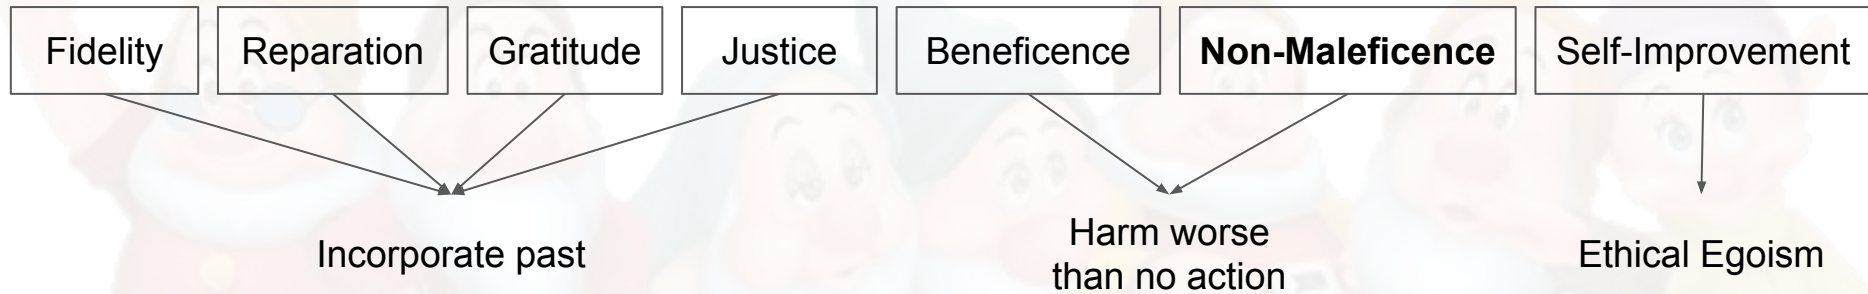 Fidelity
Reparation
Gratitude
Justice
Beneficence
Non-Maleficence
Self-Improvement
Incorporate past
Harm worse
than no action
Ethical Egoism